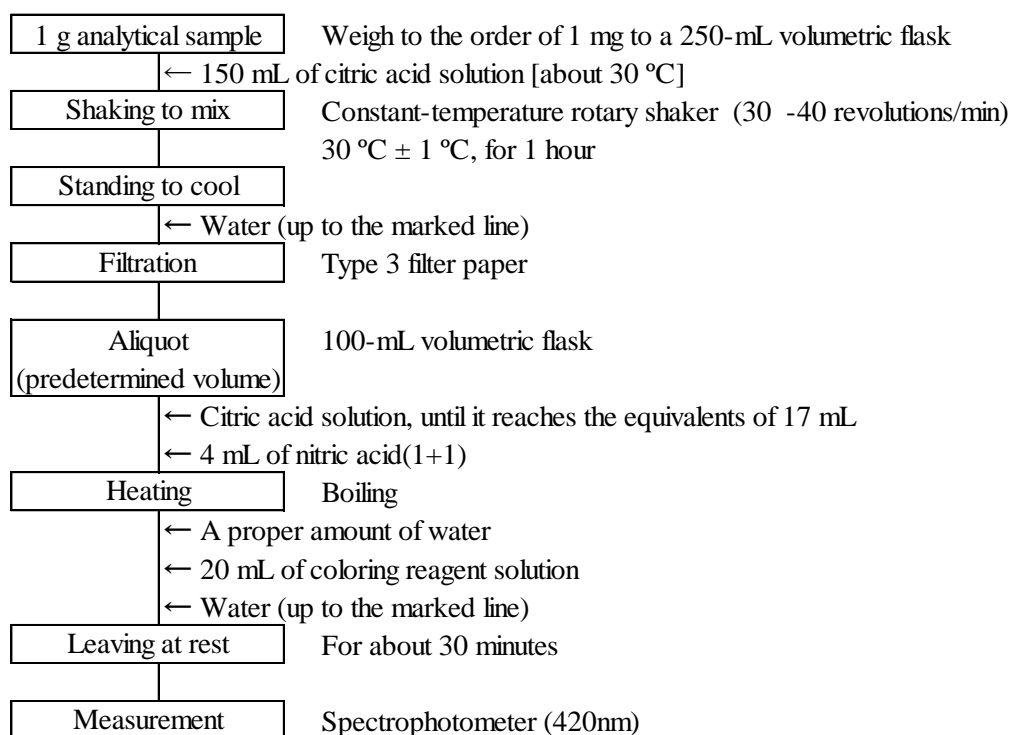 1 g analytical sample Weigh to the order of 1 mg to a 250-mL volumetric flask
← 150 mL of citric acid solution [about 30 ºC]
Shaking to mix Constant-temperature rotary shaker (30 -40 revolutions/min)
30 ºC ± 1 ºC, for 1 hour
Standing to cool
← Water (up to the marked line)
Filtration Type 3 filter paper
Aliquot 100-mL volumetric flask
(predetermined volume)
← Citric acid solution, until it reaches the equivalents of 17 mL
← 4 mL of nitric acid(1+1)
Heating Boiling
← A proper amount of water
← 20 mL of coloring reagent solution
← Water (up to the marked line)
Leaving at rest For about 30 minutes
Measurement Spectrophotometer (420nm)